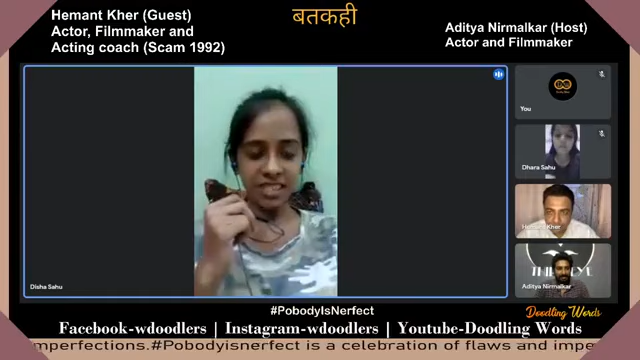 Hemant Kher (Guest)
Actor, Filmmaker and
Acting coach (Scam 1992)
बतकही
Aditya Nirmalkar (Host)
Actor and Filmmaker
You
Dhara Sahu
Hemant Kher
Aditya Nirmalkar
Disha Sahu
#PobodyIsNerfect
Doodling Words
Facebook-wdoodlers | Instagram-wdoodlers | Youtube-Doodling Words
mperfections.#Pobodyisnerfect is a celebration of flaws and impe